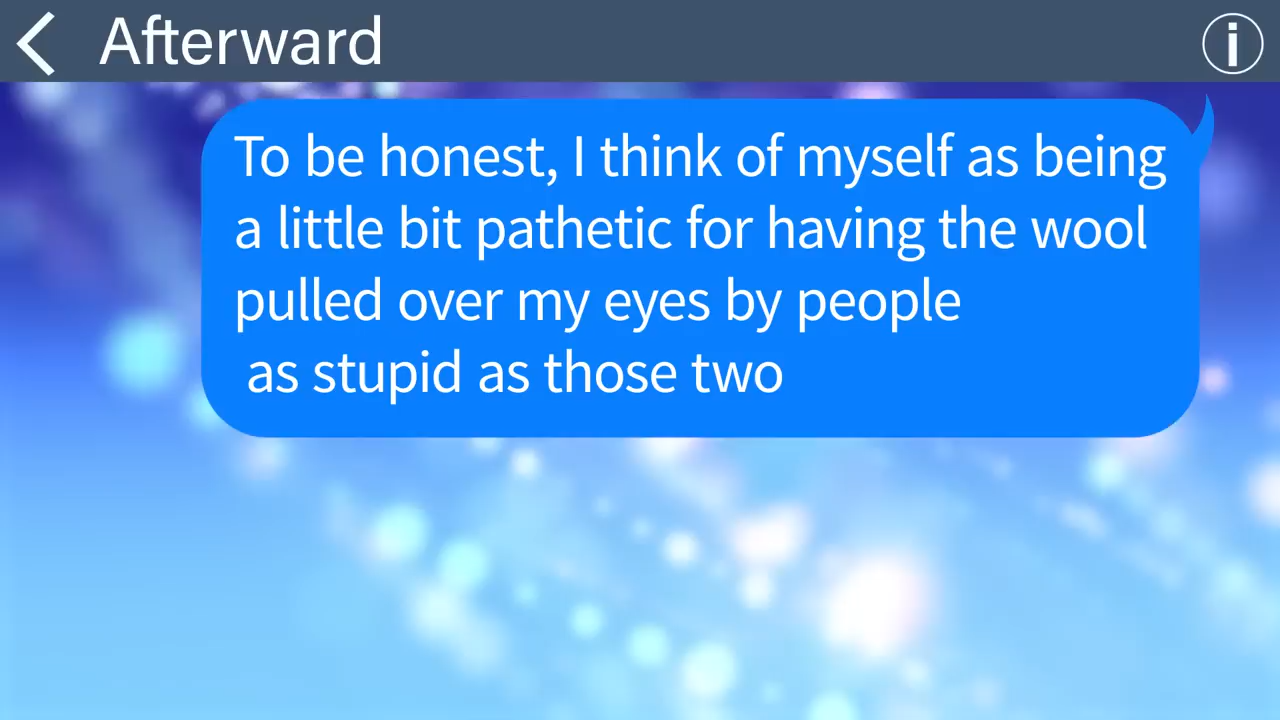 Afterward
To be honest, I think of myself as being
a little bit pathetic for having the wool
pulled over my eyes by people
as stupid as those two